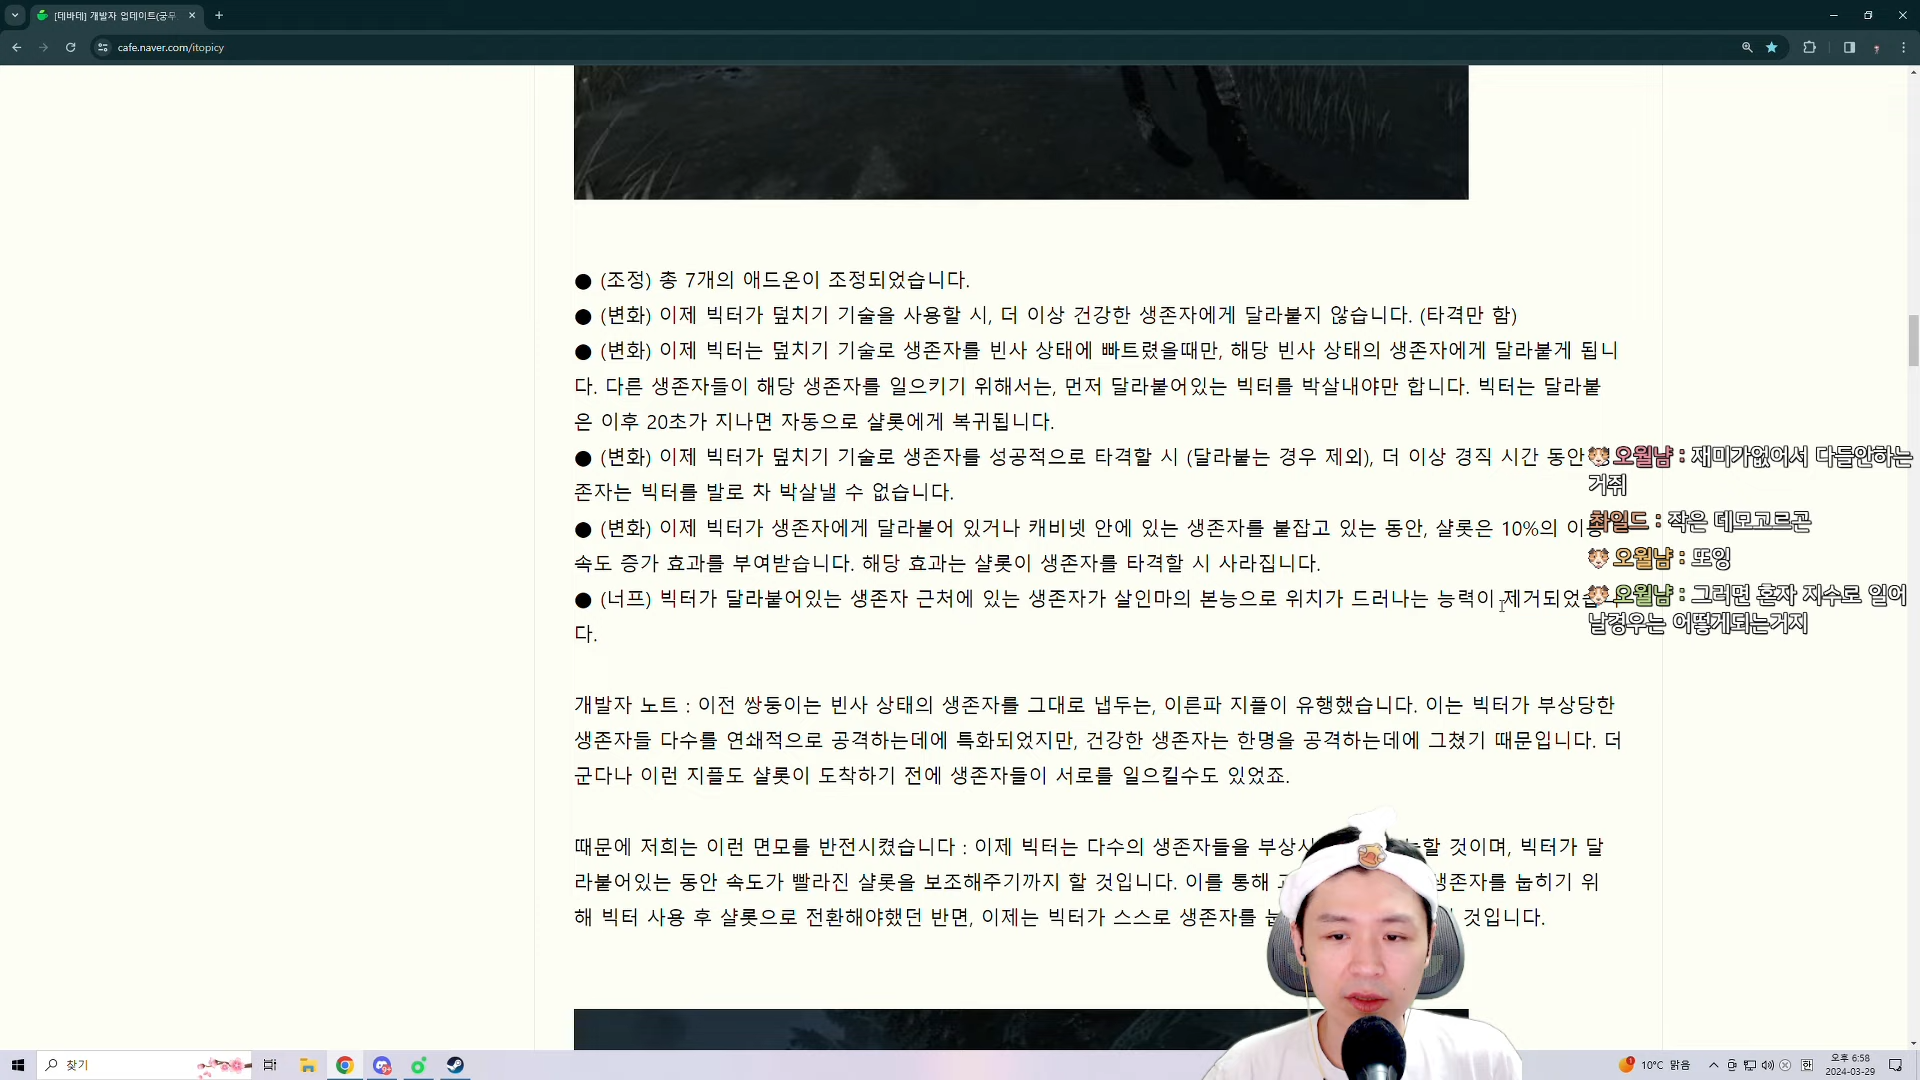 [데바데] 개발자 업데이트(궁무
cafe.naver.com/itopicy
● (조정) 총 7개의 애드온이 조정되었습니다.
● (변화) 이제 빅터가 덮치기 기술을 사용할 시, 더 이상 건강한 생존자에게 달라붙지 않습니다. (타격만 함)
● (변화) 이제 빅터는 덮치기 기술로 생존자를 빈사 상태에 빠트렸을때만, 해당 빈사 상태의 생존자에게 달라붙게 됩니
다. 다른 생존자들이 해당 생존자를 일으키기 위해서는, 먼저 달라붙어있는 빅터를 박살내야만 합니다. 빅터는 달라붙
은 이후 20초가 지나면 자동으로 샬롯에게 복귀됩니다.
● (변화) 이제 빅터가 덮치기 기술로 생존자를 성공적으로 타격할 시 (달라붙는 경우 제외), 더 이상 경직 시간 동안
존자는 빅터를 발로 차 박살낼 수 없습니다.
● (변화) 이제 빅터가 생존자에게 달라붙어 있거나 캐비넷 안에 있는 생존자를 붙잡고 있는 동안, 샬롯은 10%의 이동
속도 증가 효과를 부여받습니다. 해당 효과는 샬롯이 생존자를 타격할 시 사라집니다.
● (너프) 빅터가 달라붙어있는 생존자 근처에 있는 생존자가 살인마의 본능으로 위치가 드러나는 능력이 제거되었습니
다.
오월냠 : 재미가없어서 다들안하는
거쥐
최일드 : 작은 데모고르곤
오월냠 : 또잉
오월냠 : 그러면 혼자 지수로 일어
날경우는 어떻게되는거지
개발자 노트 : 이전 쌍둥이는 빈사 상태의 생존자를 그대로 냅두는, 이른파 지플이 유행했습니다. 이는 빅터가 부상당한
생존자들 다수를 연쇄적으로 공격하는데에 특화되었지만, 건강한 생존자는 한명을 공격하는데에 그쳤기 때문입니다. 더
군다나 이런 지플도 샬롯이 도착하기 전에 생존자들이 서로를 일으킬수도 있었죠.
때문에 저희는 이런 면모를 반전시켰습니다 : 이제 빅터는 다수의 생존자들을 부상시 할 것이며, 빅터가 달
라붙어있는 동안 속도가 빨라진 샬롯을 보조해주기까지 할 것입니다. 이를 통해 생존자를 눕히기 위
해 빅터 사용 후 샬롯으로 전환해야했던 반면, 이제는 빅터가 스스로 생존자를 것입니다.
찾기
10°C 맑음
한
오후 6:58
2024-03-29